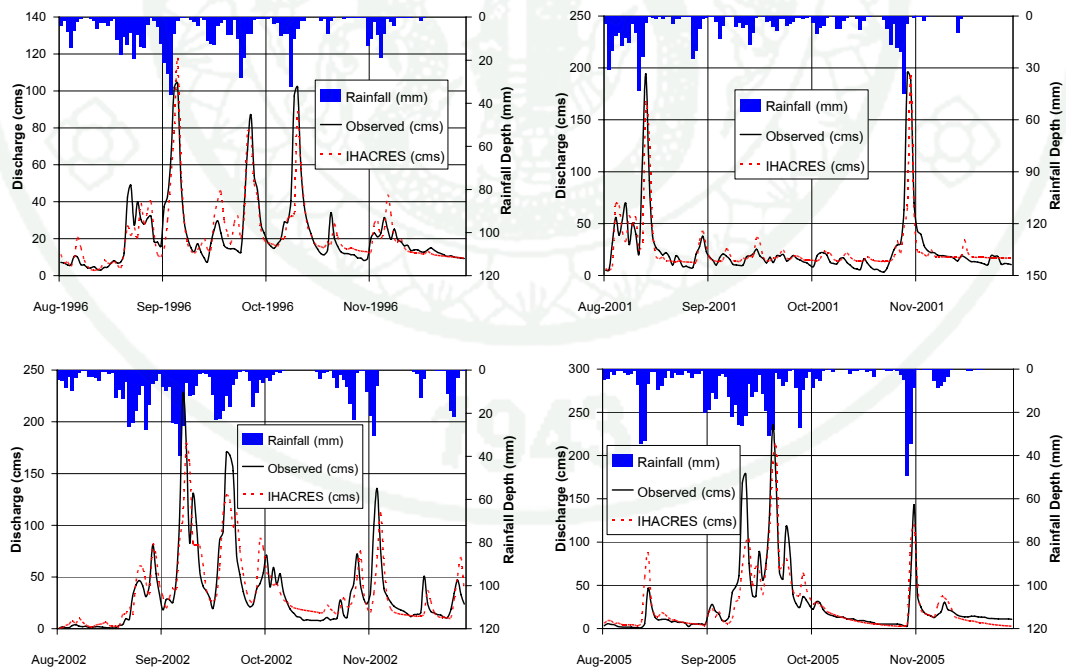 140
120
100
80
60
40
20
0
Discharge (cms)
0
20
40
60
80
100
120
Rainfall Depth (mm)
Rainfall (mm)
Observed (cms)
IHACRES (cms)
Aug-1996
Sep-1996
Oct-1996
Nov-1996
300
250
200
150
100
50
0
Discharge (cms)
0
30
60
90
120
150
Rainfall Depth (mm)
Rainfall (mm)
Observed (cms)
IHACRES (cms)
Aug-2001
Sep-2001
Oct-2001
Nov-2001
250
200
150
100
50
0
Discharge (cms)
0
20
40
60
80
100
120
Rainfall Depth (mm)
Rainfall (mm)
Observed (cms)
IHACRES (cms)
Aug-2002
Sep-2002
Oct-2002
Nov-2002
300
250
200
150
100
50
0
Discharge (cms)
0
20
40
60
80
100
120
Rainfall Depth (mm)
Rainfall (mm)
Observed (cms)
IHACRES (cms)
Aug-2005
Sep-2005
Oct-2005
Nov-2005
1943